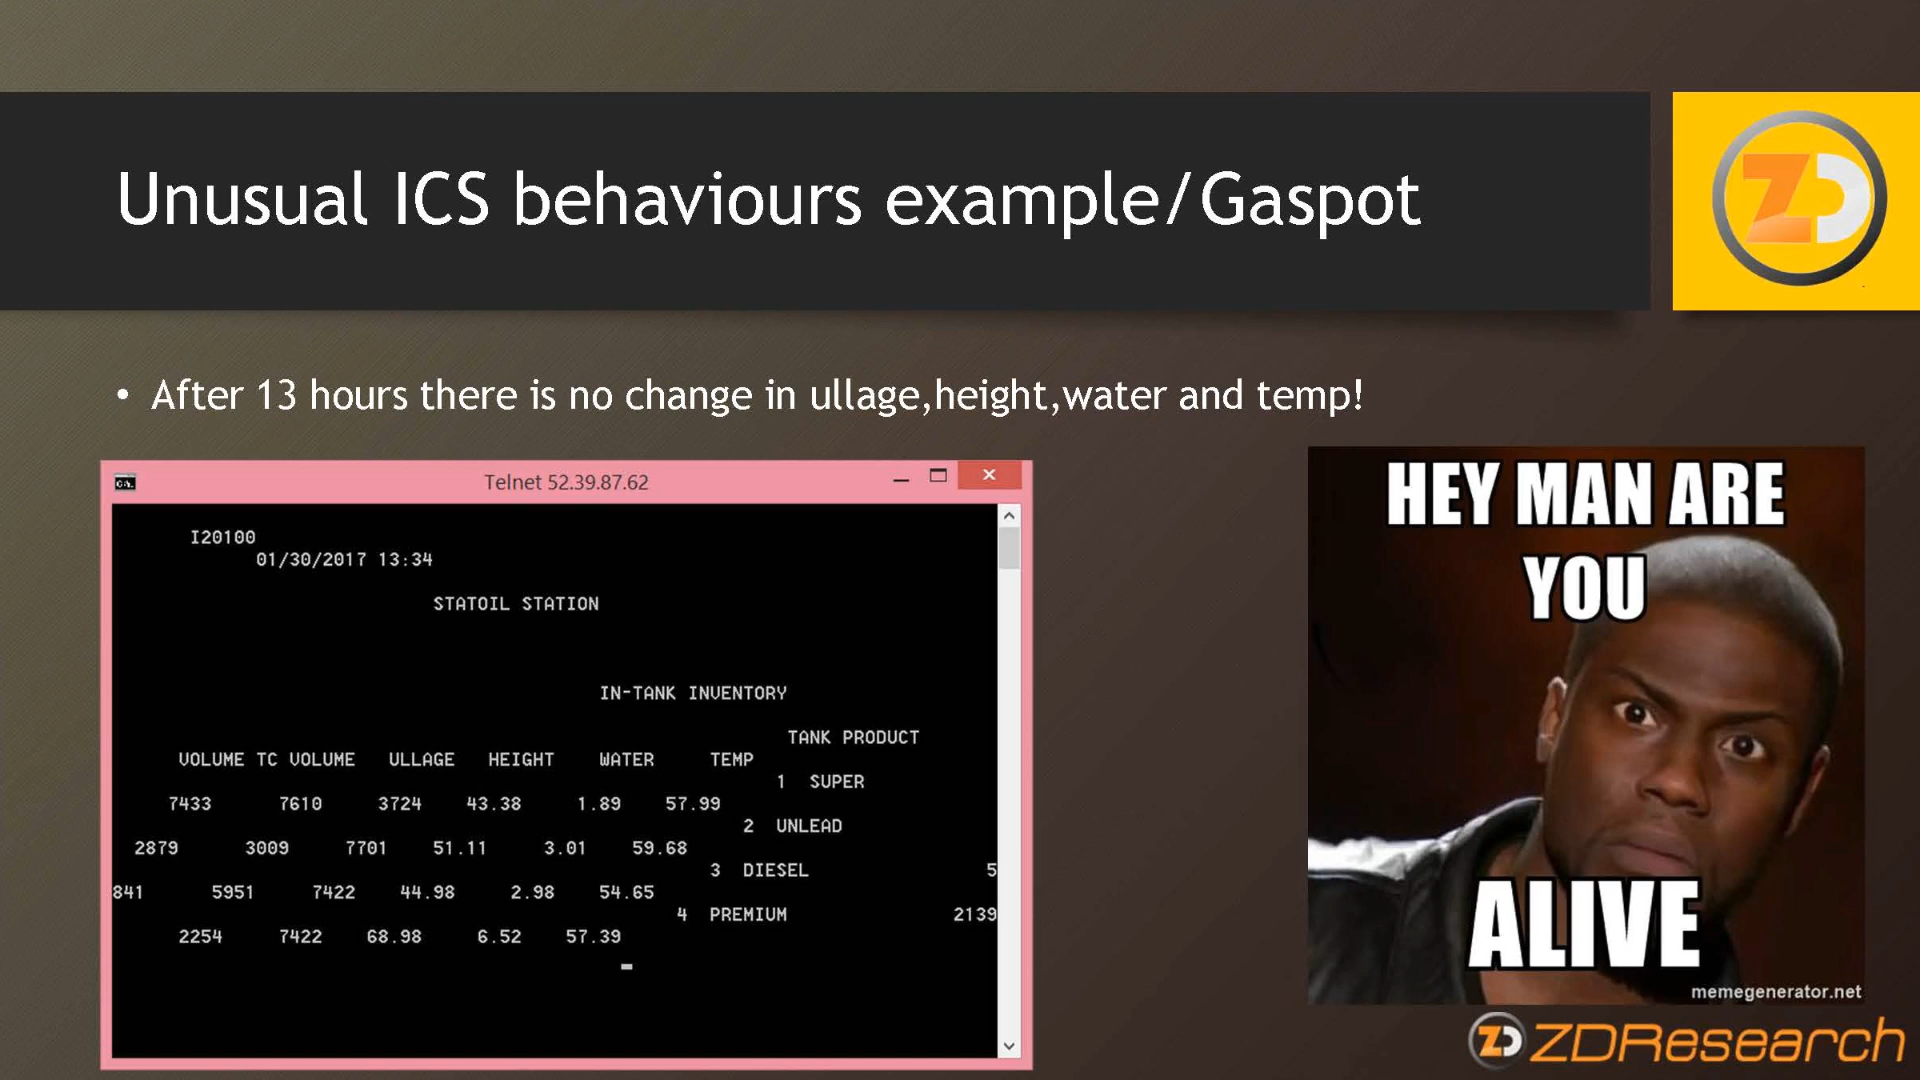 Unusual ICS behaviours example/Gaspot
ZD
• After 13 hours there is no change in ullage,height,water and temp!
Telnet 52.39.87.62
I20100
01/30/2017 13:34
STATOIL STATION
IN-TANK INVENTORY
TANK PRODUCT
VOLUME TC VOLUME ULLAGE HEIGHT WATER TEMP
1 SUPER
7433 7610 3724 43.38 1.89 57.99
2 UNLEAD
2879 3009 7701 51.11 3.01 59.68
3 DIESEL 5
841 5951 7422 44.98 2.98 54.65
4 PREMIUM 2139
2254 7422 68.98 6.52 57.39
HEY MAN ARE
YOU
ALIVE
memegenerator.net
ZD ZDResearch